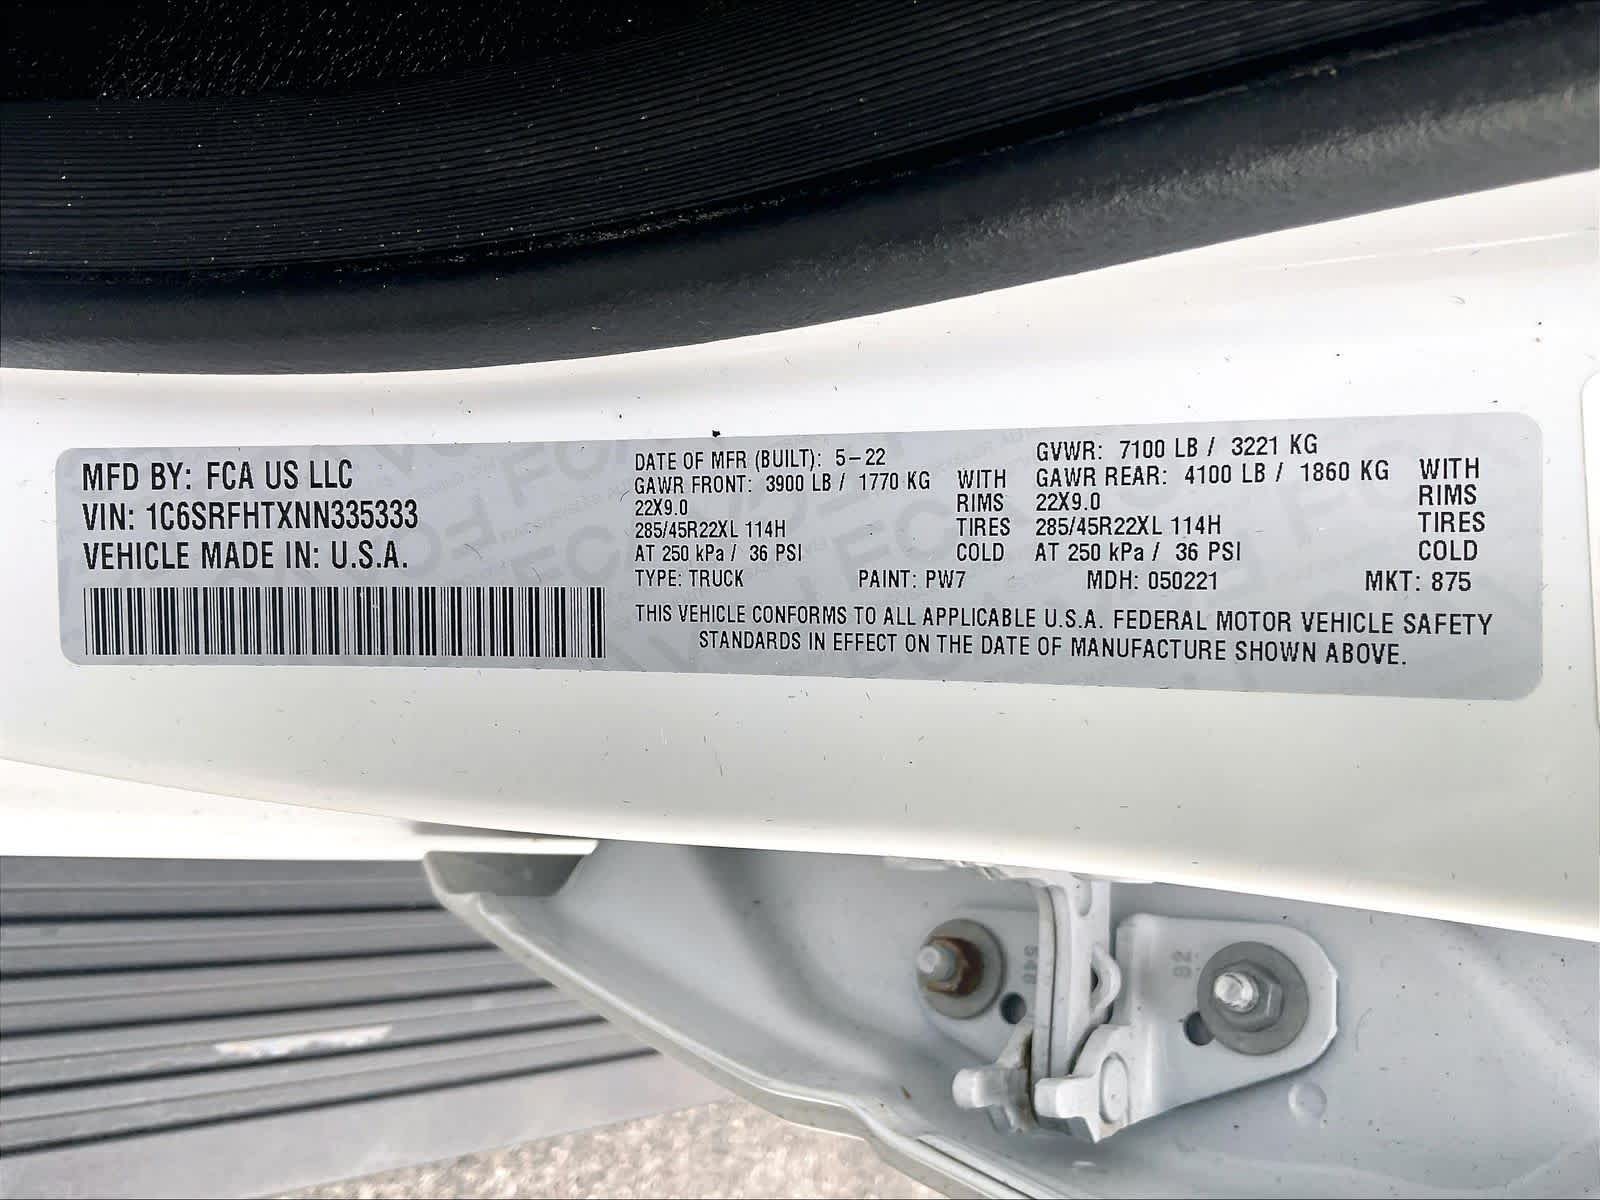 MFD BY: FCA US LLC
VIN: 1C6SRFHTXNN335333
VEHICLE MADE IN: U.S.A.
DATE OF MFR (BUILT): 5-22
GAWR FRONT: 3900 LB / 1770 KG WITH
22X9.0 RIMS
285/45R22XL 114H TIRES
AT 250 kPa / 36 PSI COLD
GVWR: 7100 LB / 3221 KG
GAWR REAR: 4100 LB / 1860 KG WITH
22X9.0 RIMS
285/45R22XL 114H TIRES
AT 250 kPa / 36 PSI COLD
TYPE: TRUCK PAINT: PW7 MDH: 050221 MKT: 875
THIS VEHICLE CONFORMS TO ALL APPLICABLE U.S.A. FEDERAL MOTOR VEHICLE SAFETY
STANDARDS IN EFFECT ON THE DATE OF MANUFACTURE SHOWN ABOVE.